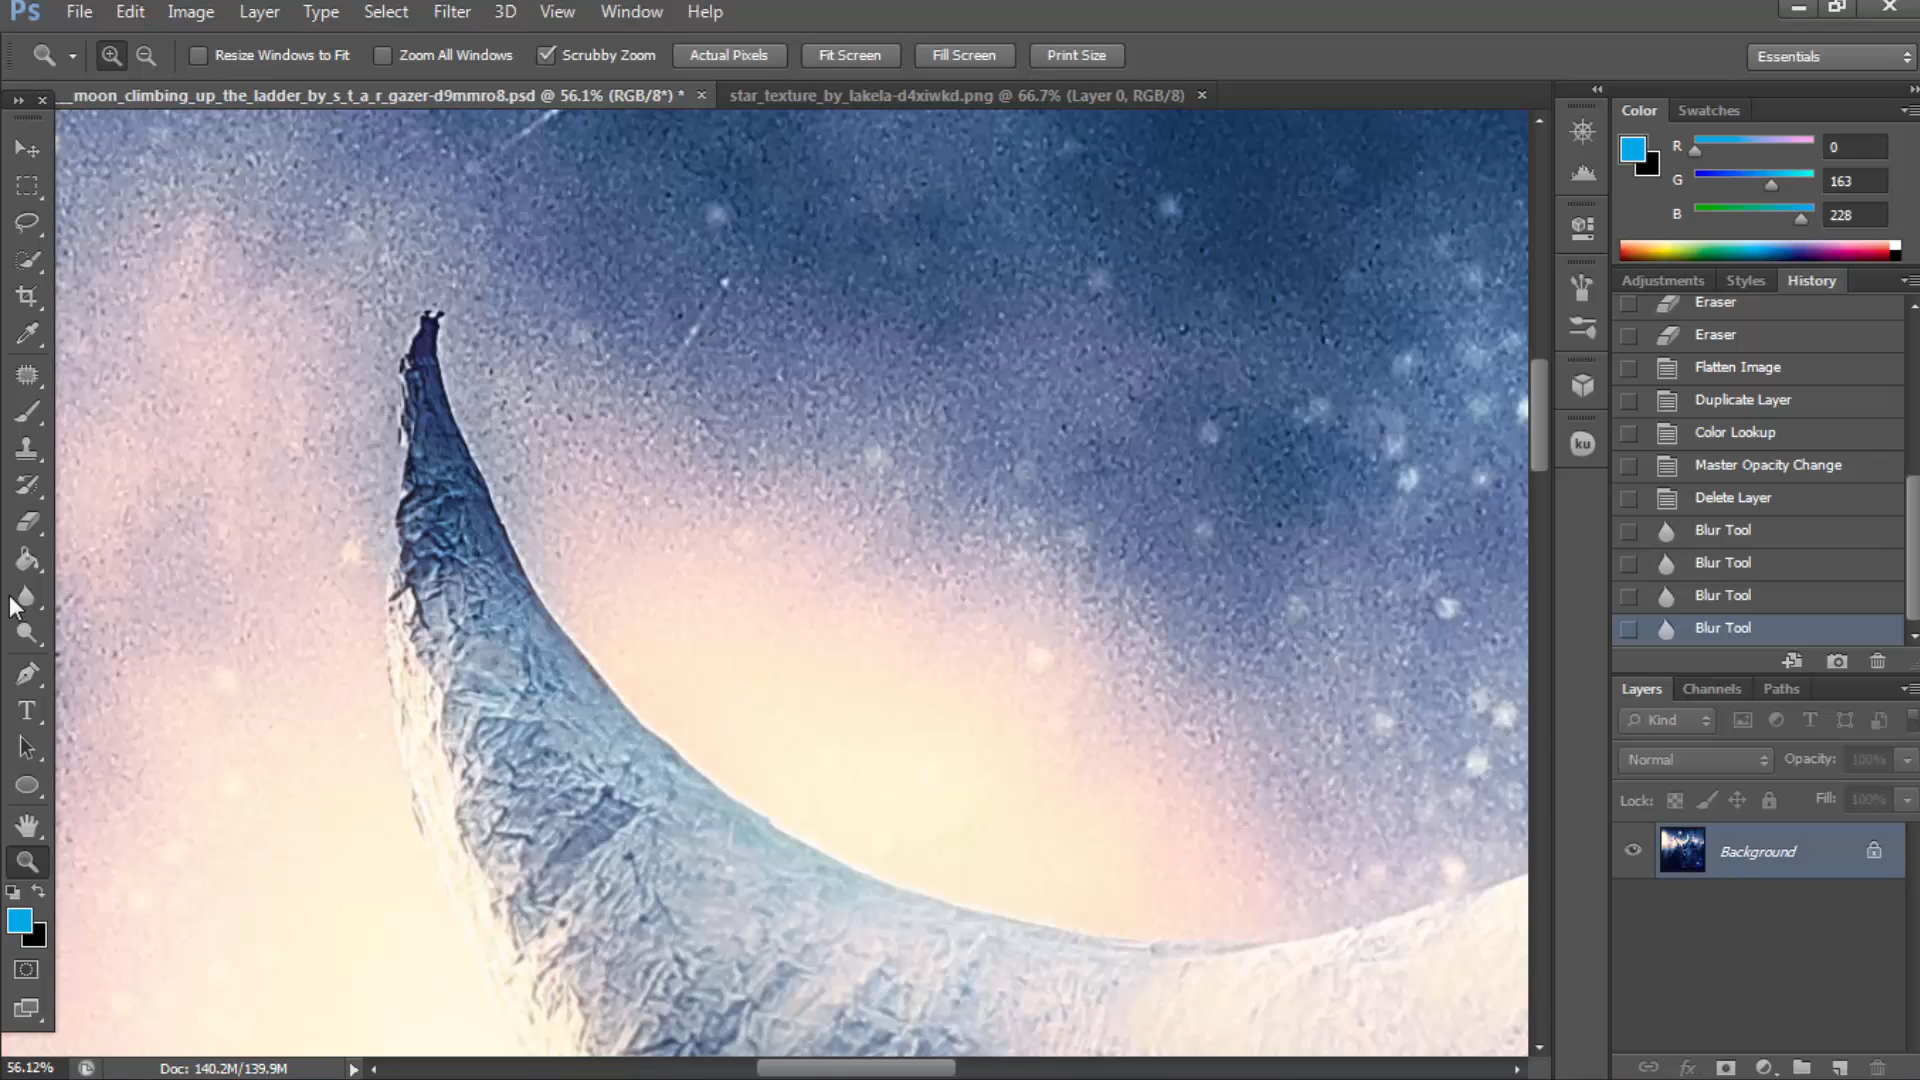 Ps File Edit Image Layer Type Select Filter 3D View Window Help
Resize Windows to Fit Zoom All Windows Scrubby Zoom Actual Pixels Fit Screen Fill Screen Print Size Essentials
__moon_climbing_up_the_ladder_by_s_t_a_r_gazer-d9mmro8.psd @ 56.1% (RGB/8*) * star_texture_by_lakela-d4xiwkd.png @ 66.7% (Layer 0, RGB/8)
Color Swatches
R 0
G 163
B 228
Adjustments Styles History
Eraser
Eraser
Flatten Image
Duplicate Layer
Color Lookup
ku
Master Opacity Change
Delete Layer
Blur Tool
Blur Tool
Blur Tool
Blur Tool
Layers Channels Paths
Kind
Normal Opacity: 100%
Lock: Fill: 100%
Background
56.12% Doc: 140.2M/139.9M